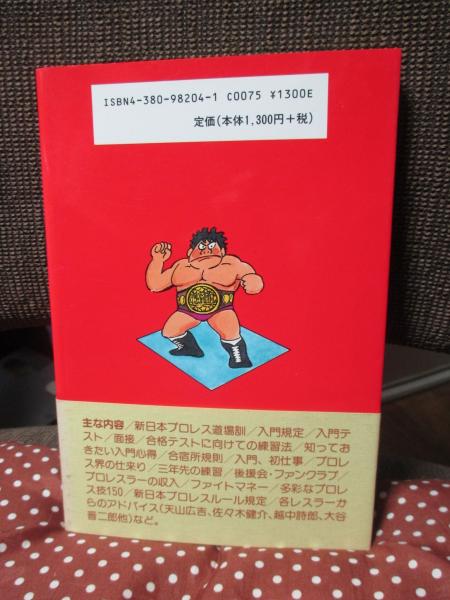 ISBN4-380-98204-1 C0075 ¥1300E
定価(本体1,300円+税)
主な内容/新日本プロレス道場訓/入門規定/入門テ
スト/面接/合格テストに向けての練習法/知ってお
きたい入門心得/合宿所規則/入門、初仕事/プロレ
ス界の仕来り/三年先の練習/後援会・ファンクラブ/
プロレスラーの収入/ファイトマネー/多彩なプロレ
ス技150/新日本プロレスルール規定/各レスラーか
らのアドバイス(天山広吉、佐々木健介、越中詩郎、大谷
晋二郎他)など。